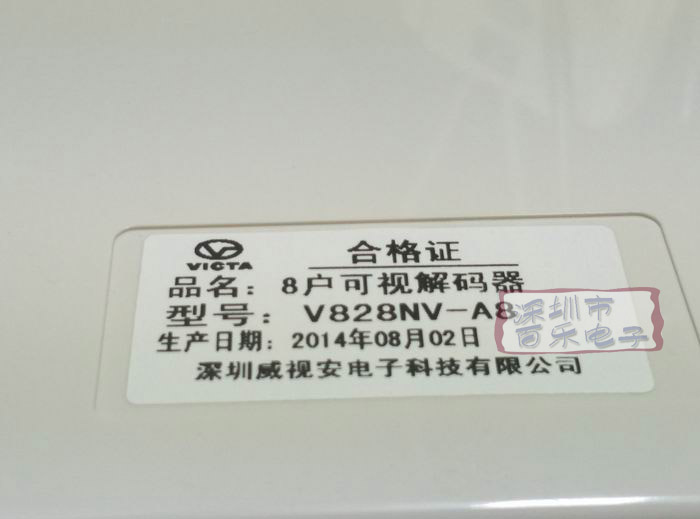 VICTA
合格证
品名：8户可视解码器
型号：V828NV-A8
生产日期：2014年08月02日
深圳威视安电子科技有限公司
深圳市
百乐电子